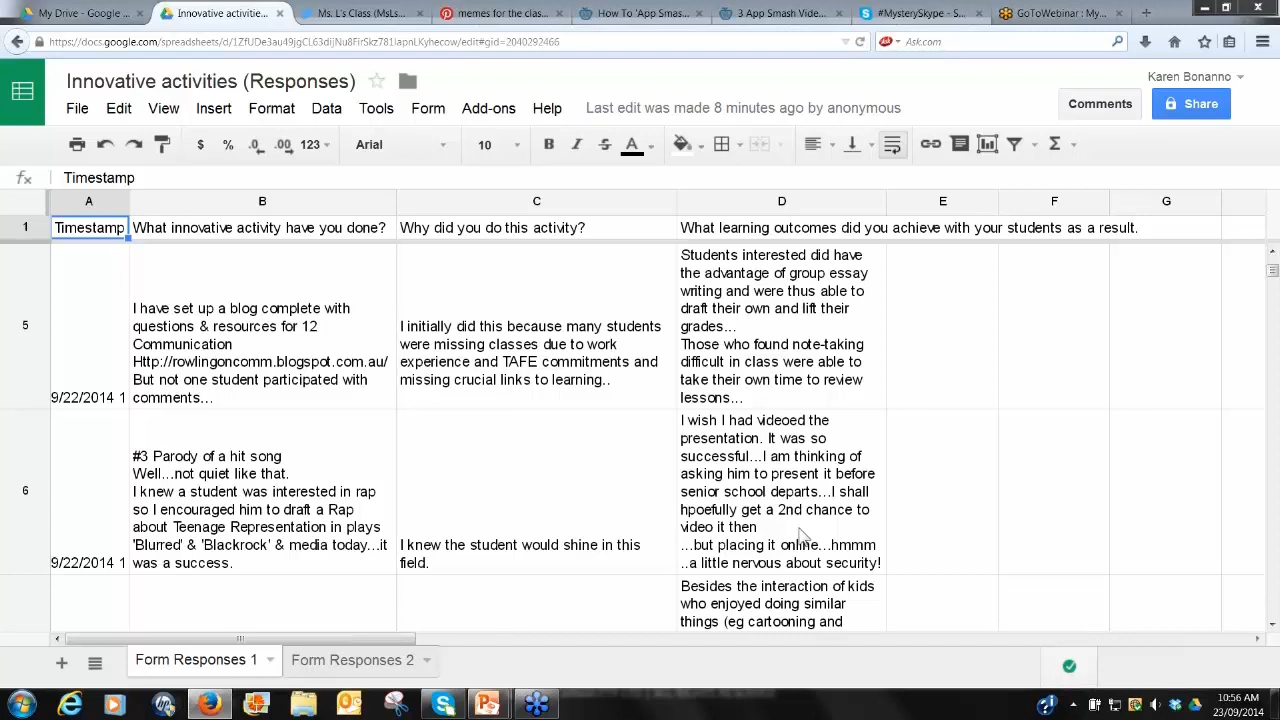 My Drive - Google Drive
Innovative activities...
Ms. L's Class (MsLs...
memes for the clas...
How To 'App Smas...
3 App Smash Vide...
#MysterySkype - S...
GoToWebinar : My...
https://docs.google.com/spreadsheets/d/
Ask.com
Innovative activities (Responses)
Karen Bonanno
File Edit View Insert Format Data Tools Form Add-ons Help Last edit was made 8 minutes ago by anonymous
Comments
Share
$ % .0 .00 123 Arial 10 B I S A Σ
fx Timestamp
A B C D E F G
1 Timestamp What innovative activity have you done? Why did you do this activity? What learning outcomes did you achieve with your students as a result.
5
9/22/2014 1
I have set up a blog complete with
questions & resources for 12
Communication
Http://rowlingoncomm.blogspot.com.au/
But not one student participated with
comments...
I initially did this because many students
were missing classes due to work
experience and TAFE commitments and
missing crucial links to learning..
Students interested did have
the advantage of group essay
writing and were thus able to
draft their own and lift their
grades...
Those who found note-taking
difficult in class were able to
take their own time to review
lessons...
6
9/22/2014 1
#3 Parody of a hit song
Well...not quiet like that.
I knew a student was interested in rap
so I encouraged him to draft a Rap
about Teenage Representation in plays
'Blurred' & 'Blackrock' & media today...it
was a success.
I knew the student would shine in this
field.
I wish I had videoed the
presentation. It was so
successful...I am thinking of
asking him to present it before
senior school departs...I shall
hpoefully get a 2nd chance to
video it then
...but placing it online...hmmm
..a little nervous about security!
Besides the interaction of kids
who enjoyed doing similar
things (eg cartooning and
Form Responses 1
Form Responses 2
10:56 AM
23/09/2014